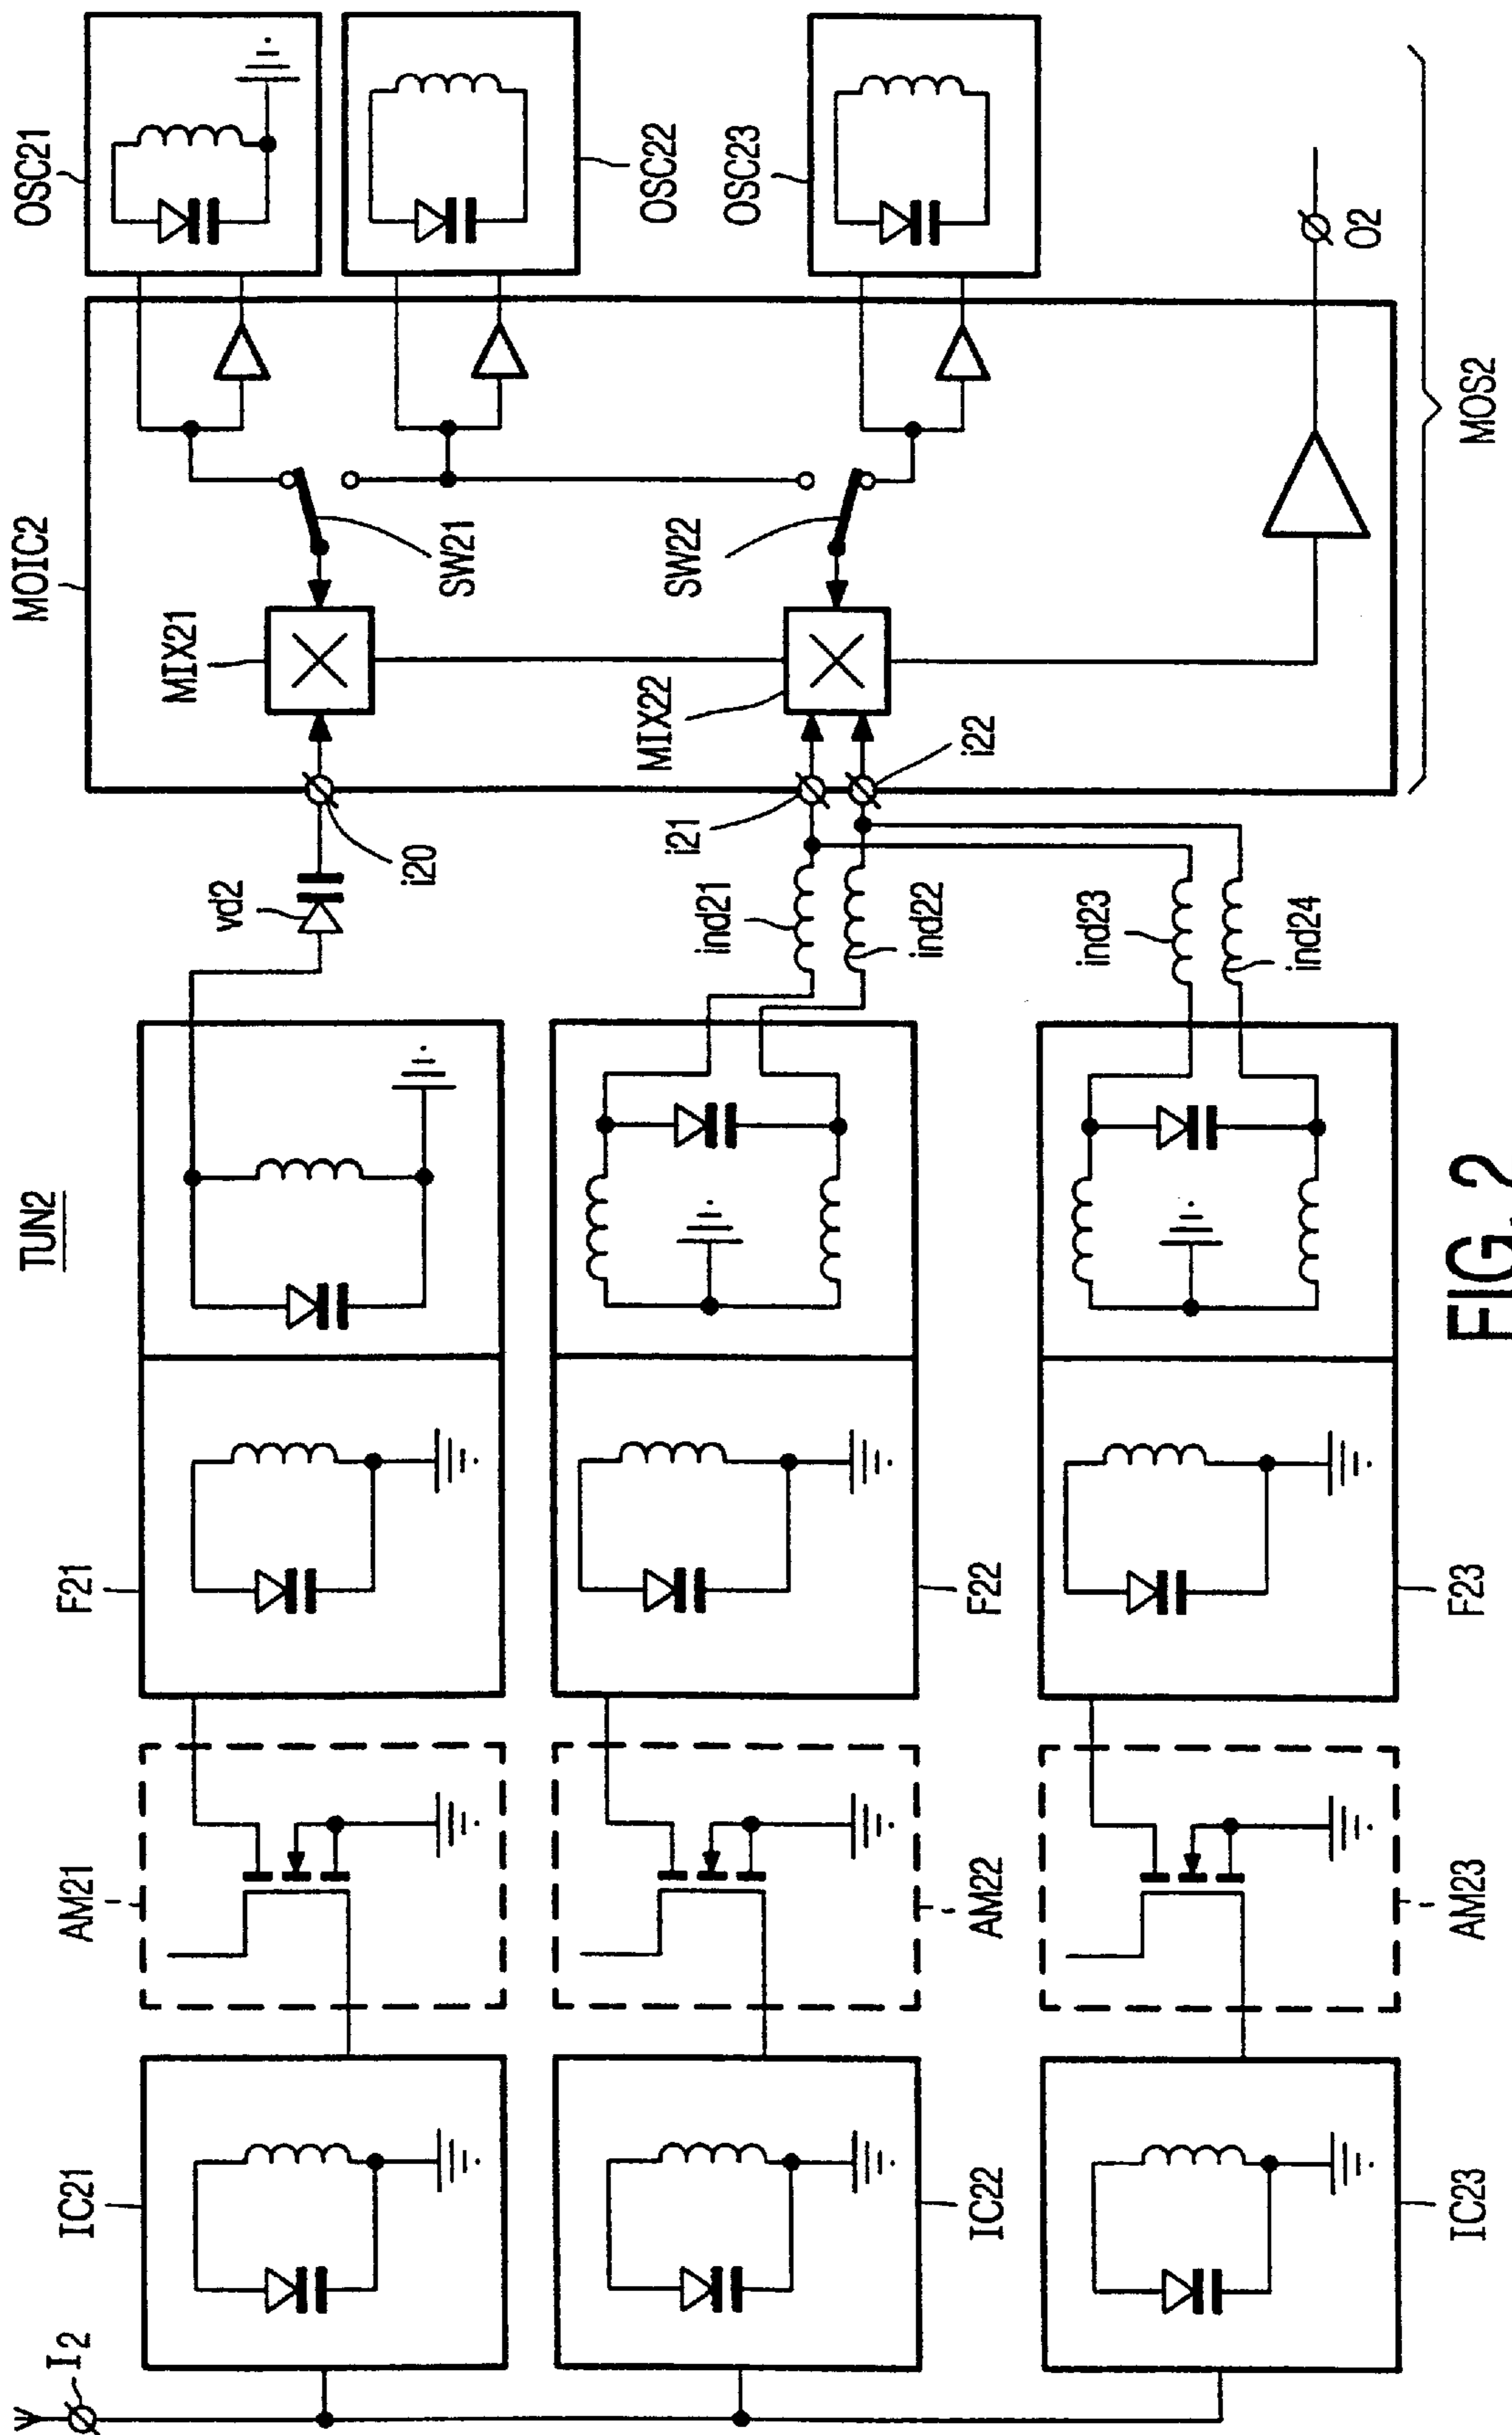 TUN2
I2
IC21
AM21
F21
vd2
i20
MOIC2
MIX21
SW21
OSC21
OSC22
IC22
AM22
F22
ind21
ind22
i21
i22
MIX22
SW22
OSC23
IC23
AM23
F23
ind23
ind24
O2
MOS2
FIG. 2